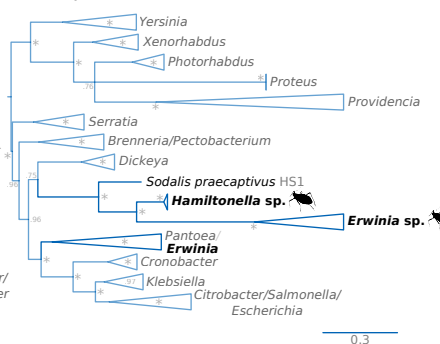 Yersinia
Xenorhabdus
Photorhabdus
.76
Proteus
Providencia
Serratia
Brenneria/Pectobacterium
Dickeya
.75
.96
Sodalis praecaptivus HS1
Hamiltonella sp.
Erwinia sp.
.96
Pantoea/
Erwinia
Cronobacter
r/
er
.97
Klebsiella
Citrobacter/Salmonella/
Escherichia
0.3